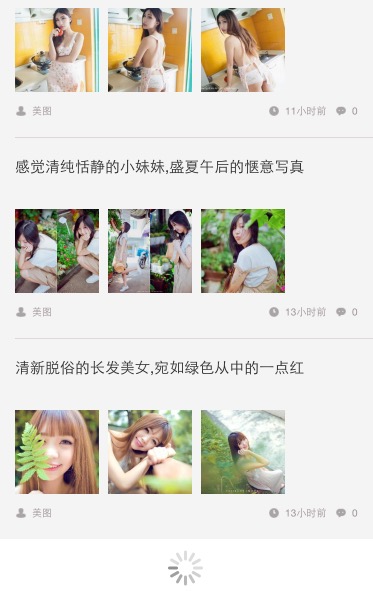 美图 11小时前 0
感觉清纯恬静的小妹妹,盛夏午后的惬意写真
美图 13小时前 0
清新脱俗的长发美女,宛如绿色从中的一点红
美图 13小时前 0